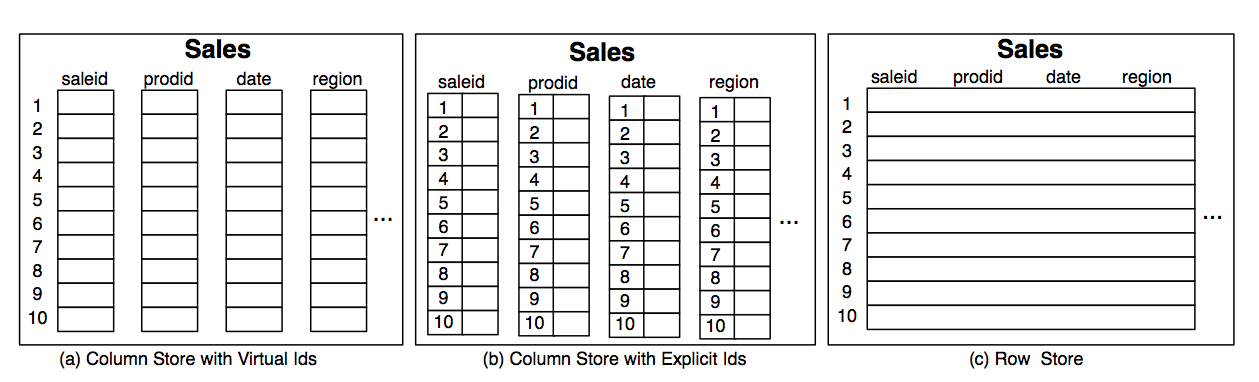 Sales
saleid prodid date region
1
2
3
4
5
6
7
8
9
10
...
(a) Column Store with Virtual Ids
Sales
saleid prodid date region
1 1 1 1
2 2 2 2
3 3 3 3
4 4 4 4
5 5 5 5
6 6 6 6
7 7 7 7
8 8 8 8
9 9 9 9
10 10 10 10
...
(b) Column Store with Explicit Ids
Sales
saleid prodid date region
1
2
3
4
5
6
7
8
9
10
...
(c) Row Store